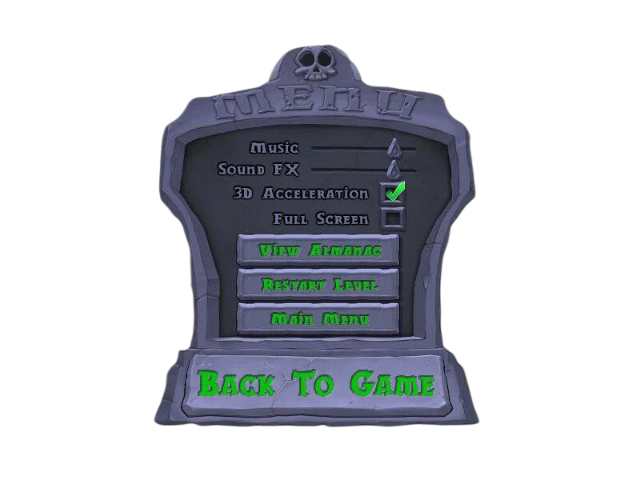 MENU
Music
Sound FX
3D Acceleration
Full Screen
View Almanac
Restart Level
Main Menu
Back To Game